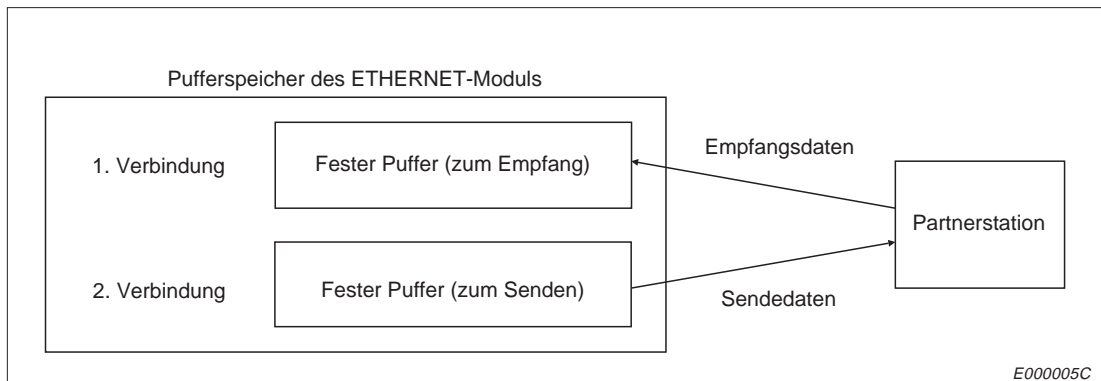 Pufferspeicher des ETHERNET-Moduls
1. Verbindung
Fester Puffer (zum Empfang)
Empfangsdaten
Partnerstation
2. Verbindung
Fester Puffer (zum Senden)
Sendedaten
E000005C